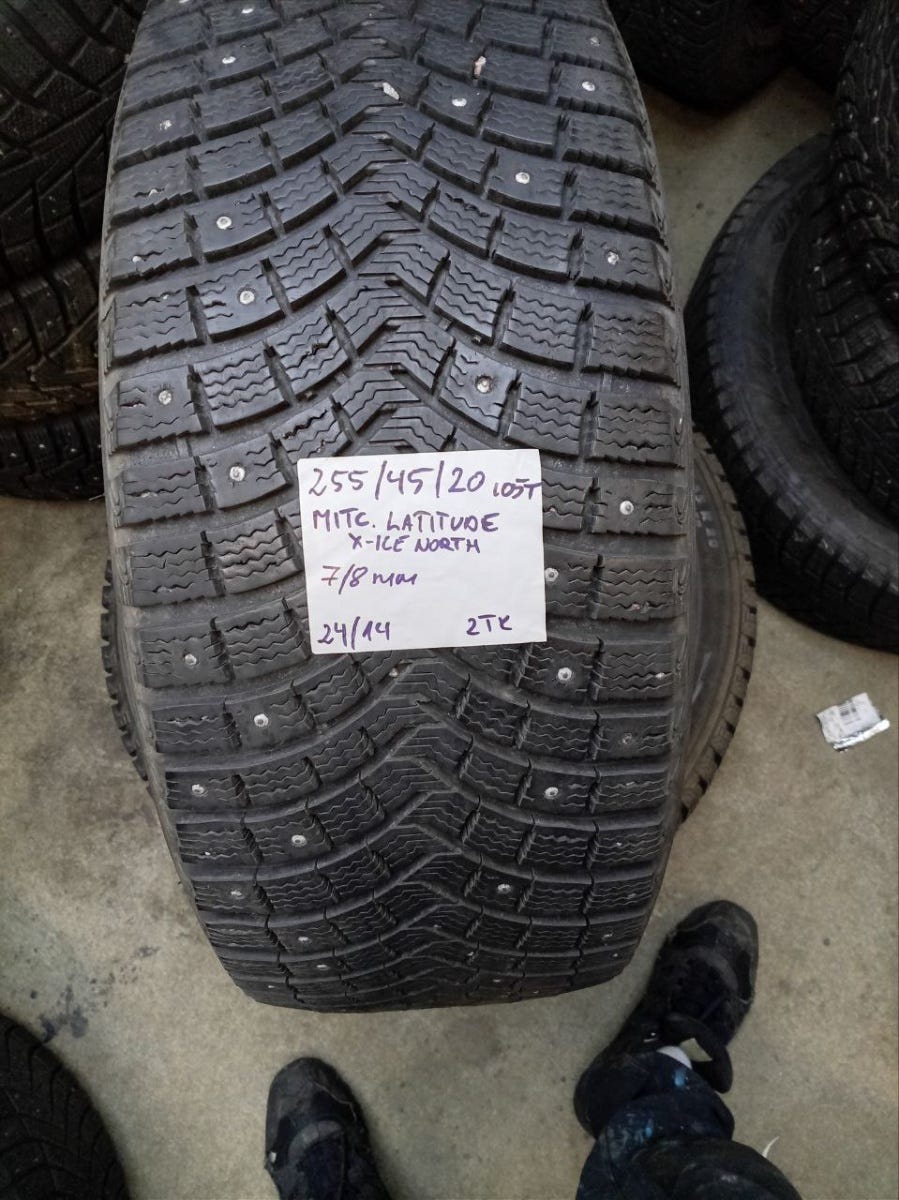 255/45/20 105T
MITC. LATITUDE
X-ICE NORTH
7/8 mm
24/14 2TK